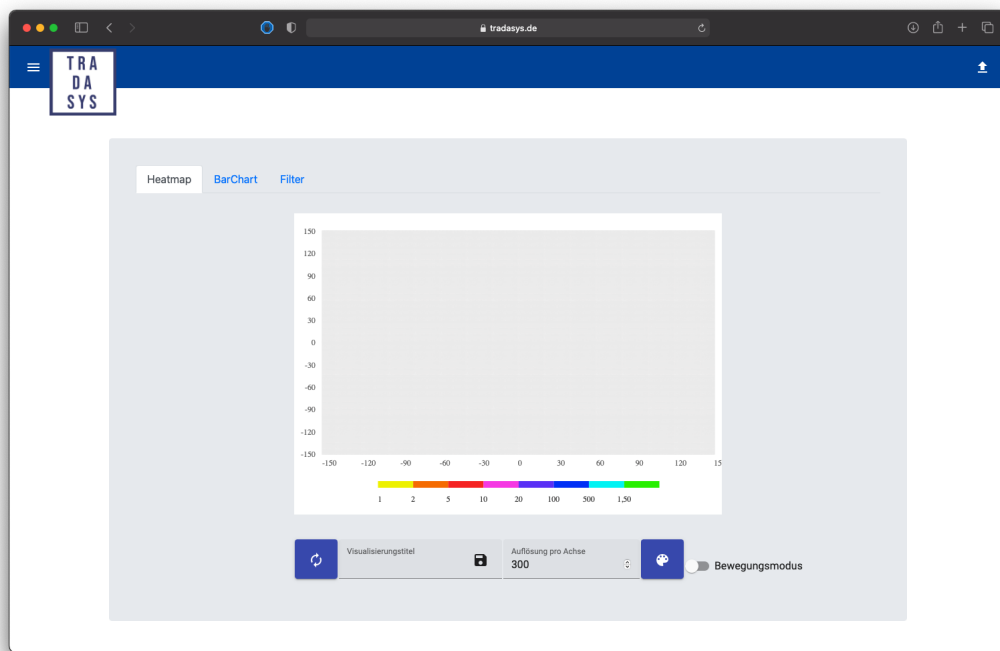 tradasys.de
TRA
DA
SYS
Heatmap BarChart Filter
150
120
90
60
30
0
-30
-60
-90
-120
-150
-150 -120 -90 -60 -30 0 30 60 90 120 15
1 2 5 10 20 100 500 1,50
Visualisierungstitel
Auflösung pro Achse
300
Bewegungsmodus